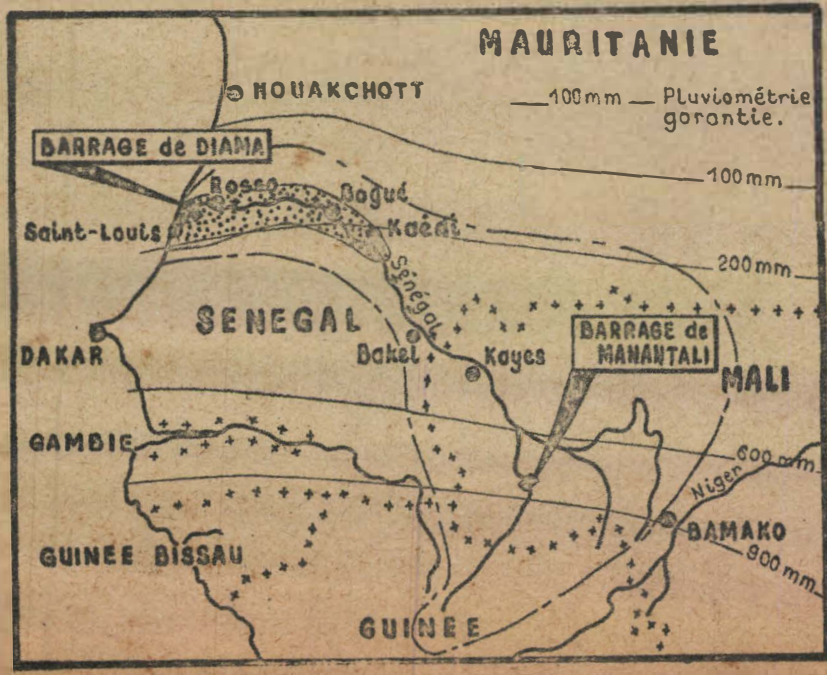 MAURITANIE
NOUAKCHOTT
100mm Pluviométrie
garantie.
BARRAGE de DIAMA
100mm
Rosso
Bogué
Saint-Louis
Kaédi
200mm
Sénégal
SENEGAL
BARRAGE de
MANANTALI
DAKAR
Bakel
Kayes
MALI
GAMBIE
600mm
Niger
BAMAKO
GUINEE BISSAU
900mm
GUINEE